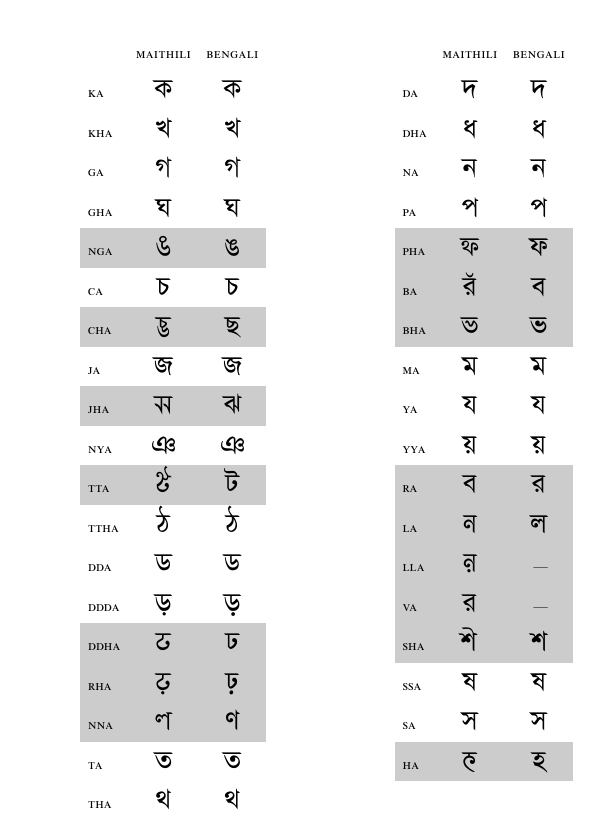 MAITHILI BENGALI
KA 𑒏 ক
KHA 𑒐 খ
GA 𑒑 গ
GHA 𑒒 ঘ
NGA 𑒓 ঙ
CA 𑒔 চ
CHA 𑒕 ছ
JA 𑒖 জ
JHA 𑒗 ঝ
NYA 𑒘 ঞ
TTA 𑒙 ট
TTHA 𑒚 ঠ
DDA 𑒛 ড
DDDA 𑒛𑓃 ড়
DDHA 𑒜 ঢ
RHA 𑒜𑓃 ঢ়
NNA 𑒝 ণ
TA 𑒞 ত
THA 𑒟 থ
MAITHILI BENGALI
DA 𑒠 দ
DHA 𑒡 ধ
NA 𑒢 ন
PA 𑒣 প
PHA 𑒤 ফ
BA 𑒥 ব
BHA 𑒦 ভ
MA 𑒧 ম
YA 𑒨 য
YYA 𑒨𑓃 য়
RA 𑒩 র
LA 𑒪 ল
LLA 𑒪𑓃 —
VA 𑒫 —
SHA 𑒬 শ
SSA 𑒭 ষ
SA 𑒮 স
HA 𑒯 হ